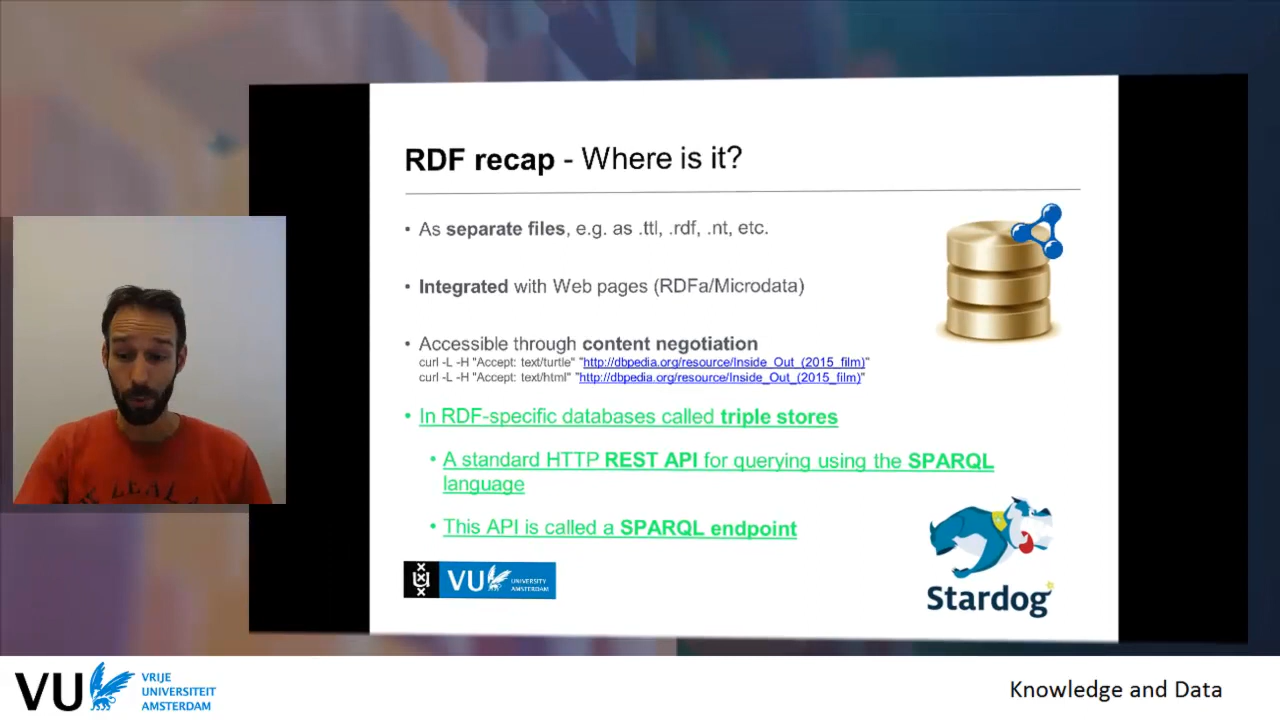 RDF recap - Where is it?
• As separate files, e.g. as .ttl, .rdf, .nt, etc.
• Integrated with Web pages (RDFa/Microdata)
• Accessible through content negotiation
curl -L -H "Accept: text/turtle" "http://dbpedia.org/resource/Inside_Out_(2015_film)"
curl -L -H "Accept: text/html" "http://dbpedia.org/resource/Inside_Out_(2015_film)"
• In RDF-specific databases called triple stores
• A standard HTTP REST API for querying using the SPARQL
language
• This API is called a SPARQL endpoint
VU UNIVERSITY
AMSTERDAM
Stardog
VU VRIJE
UNIVERSITEIT
AMSTERDAM
Knowledge and Data